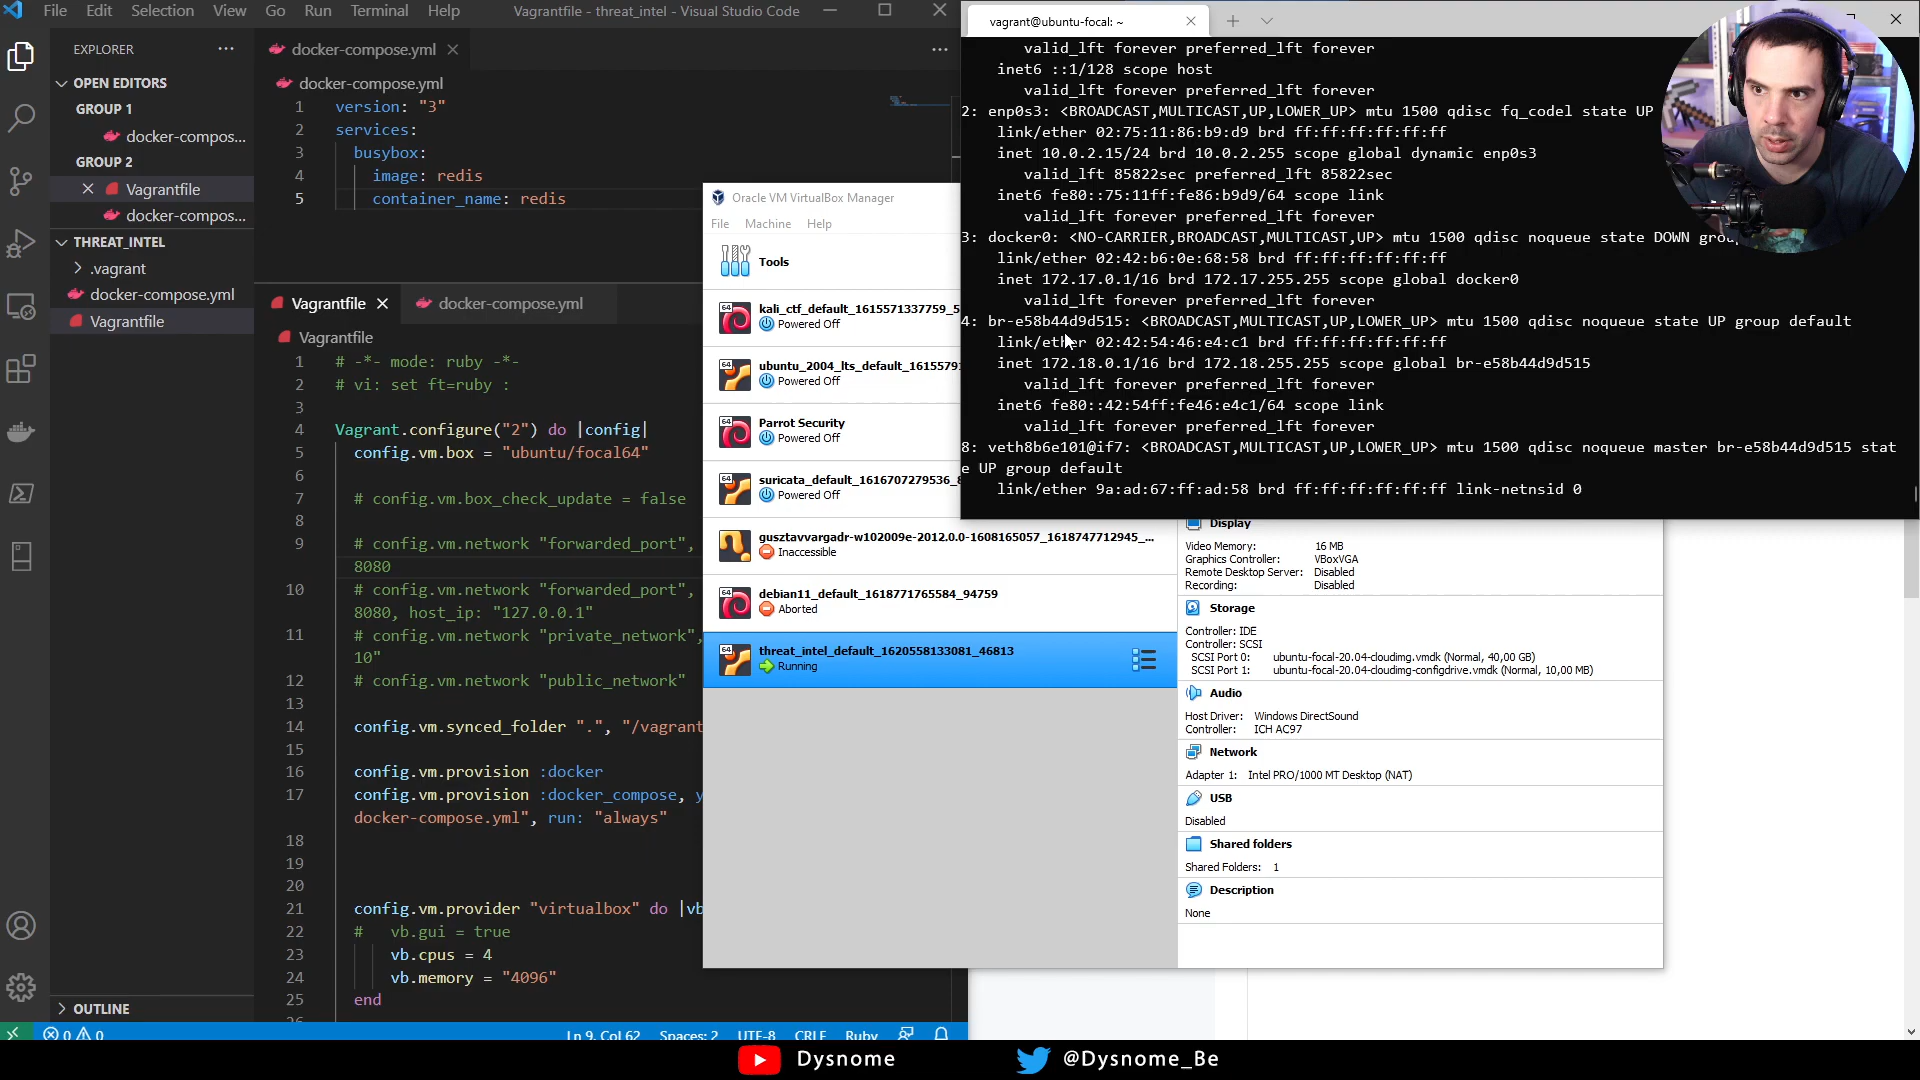 File Edit Selection View Go Run Terminal Help Vagrantfile - threat_intel - Visual Studio Code
EXPLORER
OPEN EDITORS
GROUP 1
docker-compos...
GROUP 2
Vagrantfile
docker-compos...
THREAT_INTEL
.vagrant
docker-compose.yml
Vagrantfile
OUTLINE
docker-compose.yml
docker-compose.yml
1 version: "3"
2 services:
3 busybox:
4 image: redis
5 container_name: redis
Vagrantfile docker-compose.yml
Vagrantfile
1 # -*- mode: ruby -*-
2 # vi: set ft=ruby :
3
4 Vagrant.configure("2") do |config|
5 config.vm.box = "ubuntu/focal64"
6
7 # config.vm.box_check_update = false
8
9 # config.vm.network "forwarded_port",
8080
10 # config.vm.network "forwarded_port",
8080, host_ip: "127.0.0.1"
11 # config.vm.network "private_network",
10"
12 # config.vm.network "public_network"
13
14 config.vm.synced_folder ".", "/vagrant
15
16 config.vm.provision :docker
17 config.vm.provision :docker_compose, y
docker-compose.yml", run: "always"
18
19
20
21 config.vm.provider "virtualbox" do |vb
22 # vb.gui = true
23 vb.cpus = 4
24 vb.memory = "4096"
25 end
26
0 0 Ln 9, Col 62 Spaces: 2 UTF-8 CRLF Ruby
Oracle VM VirtualBox Manager
File Machine Help
Tools
64 kali_ctf_default_1615571337759_5
Powered Off
64 ubuntu_2004_lts_default_16155791
Powered Off
64 Parrot Security
Powered Off
64 suricata_default_1616707279536_8
Powered Off
gusztavvargadr-w102009e-2012.0.0-1608165057_1618747712945_...
Inaccessible
64 debian11_default_1618771765584_94759
Aborted
64 threat_intel_default_1620558133081_46813
Running
Display
Video Memory: 16 MB
Graphics Controller: VBoxVGA
Remote Desktop Server: Disabled
Recording: Disabled
Storage
Controller: IDE
Controller: SCSI
SCSI Port 0: ubuntu-focal-20.04-cloudimg.vmdk (Normal, 40,00 GB)
SCSI Port 1: ubuntu-focal-20.04-cloudimg-configdrive.vmdk (Normal, 10,00 MB)
Audio
Host Driver: Windows DirectSound
Controller: ICH AC97
Network
Adapter 1: Intel PRO/1000 MT Desktop (NAT)
USB
Disabled
Shared folders
Shared Folders: 1
Description
None
vagrant@ubuntu-focal: ~
valid_lft forever preferred_lft forever
inet6 ::1/128 scope host
valid_lft forever preferred_lft forever
2: enp0s3: <BROADCAST,MULTICAST,UP,LOWER_UP> mtu 1500 qdisc fq_codel state UP
link/ether 02:75:11:86:b9:d9 brd ff:ff:ff:ff:ff:ff
inet 10.0.2.15/24 brd 10.0.2.255 scope global dynamic enp0s3
valid_lft 85822sec preferred_lft 85822sec
inet6 fe80::75:11ff:fe86:b9d9/64 scope link
valid_lft forever preferred_lft forever
3: docker0: <NO-CARRIER,BROADCAST,MULTICAST,UP> mtu 1500 qdisc noqueue state DOWN grou
link/ether 02:42:b6:0e:68:58 brd ff:ff:ff:ff:ff:ff
inet 172.17.0.1/16 brd 172.17.255.255 scope global docker0
valid_lft forever preferred_lft forever
4: br-e58b44d9d515: <BROADCAST,MULTICAST,UP,LOWER_UP> mtu 1500 qdisc noqueue state UP group default
link/ether 02:42:54:46:e4:c1 brd ff:ff:ff:ff:ff:ff
inet 172.18.0.1/16 brd 172.18.255.255 scope global br-e58b44d9d515
valid_lft forever preferred_lft forever
inet6 fe80::42:54ff:fe46:e4c1/64 scope link
valid_lft forever preferred_lft forever
8: veth8b6e101@if7: <BROADCAST,MULTICAST,UP,LOWER_UP> mtu 1500 qdisc noqueue master br-e58b44d9d515 stat
e UP group default
link/ether 9a:ad:67:ff:ad:58 brd ff:ff:ff:ff:ff:ff link-netnsid 0
Dysnome @Dysnome_Be